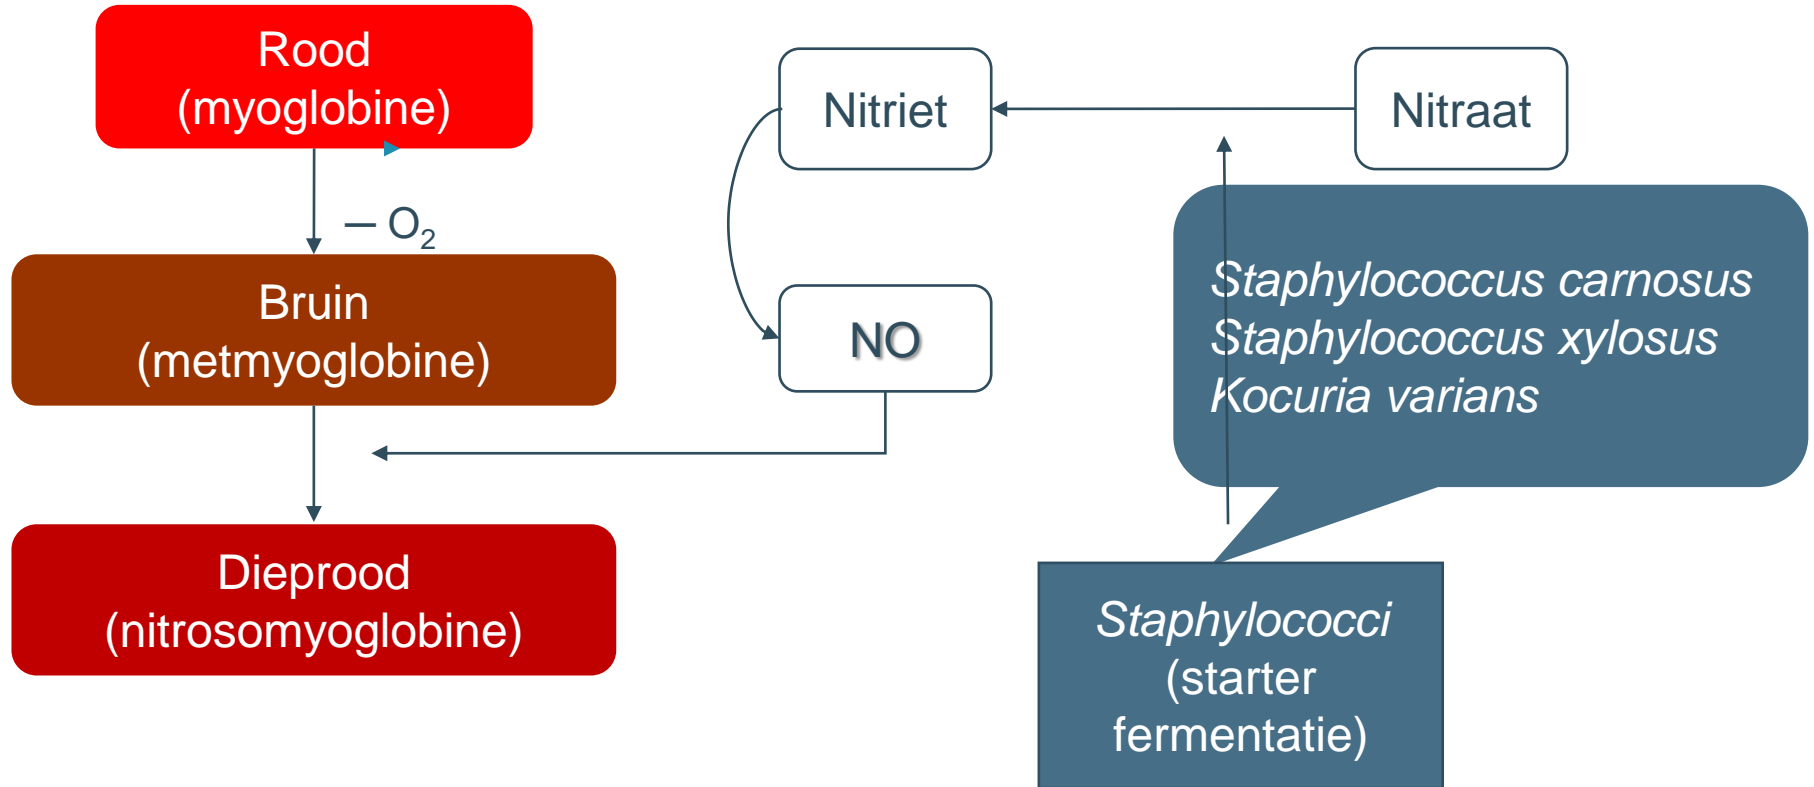 Rood
(myoglobine)
– O₂
Bruin
(metmyoglobine)
Dieprood
(nitrosomyoglobine)
Nitriet
Nitraat
NO
Staphylococcus carnosus
Staphylococcus xylosus
Kocuria varians
Staphylococci
(starter
fermentatie)